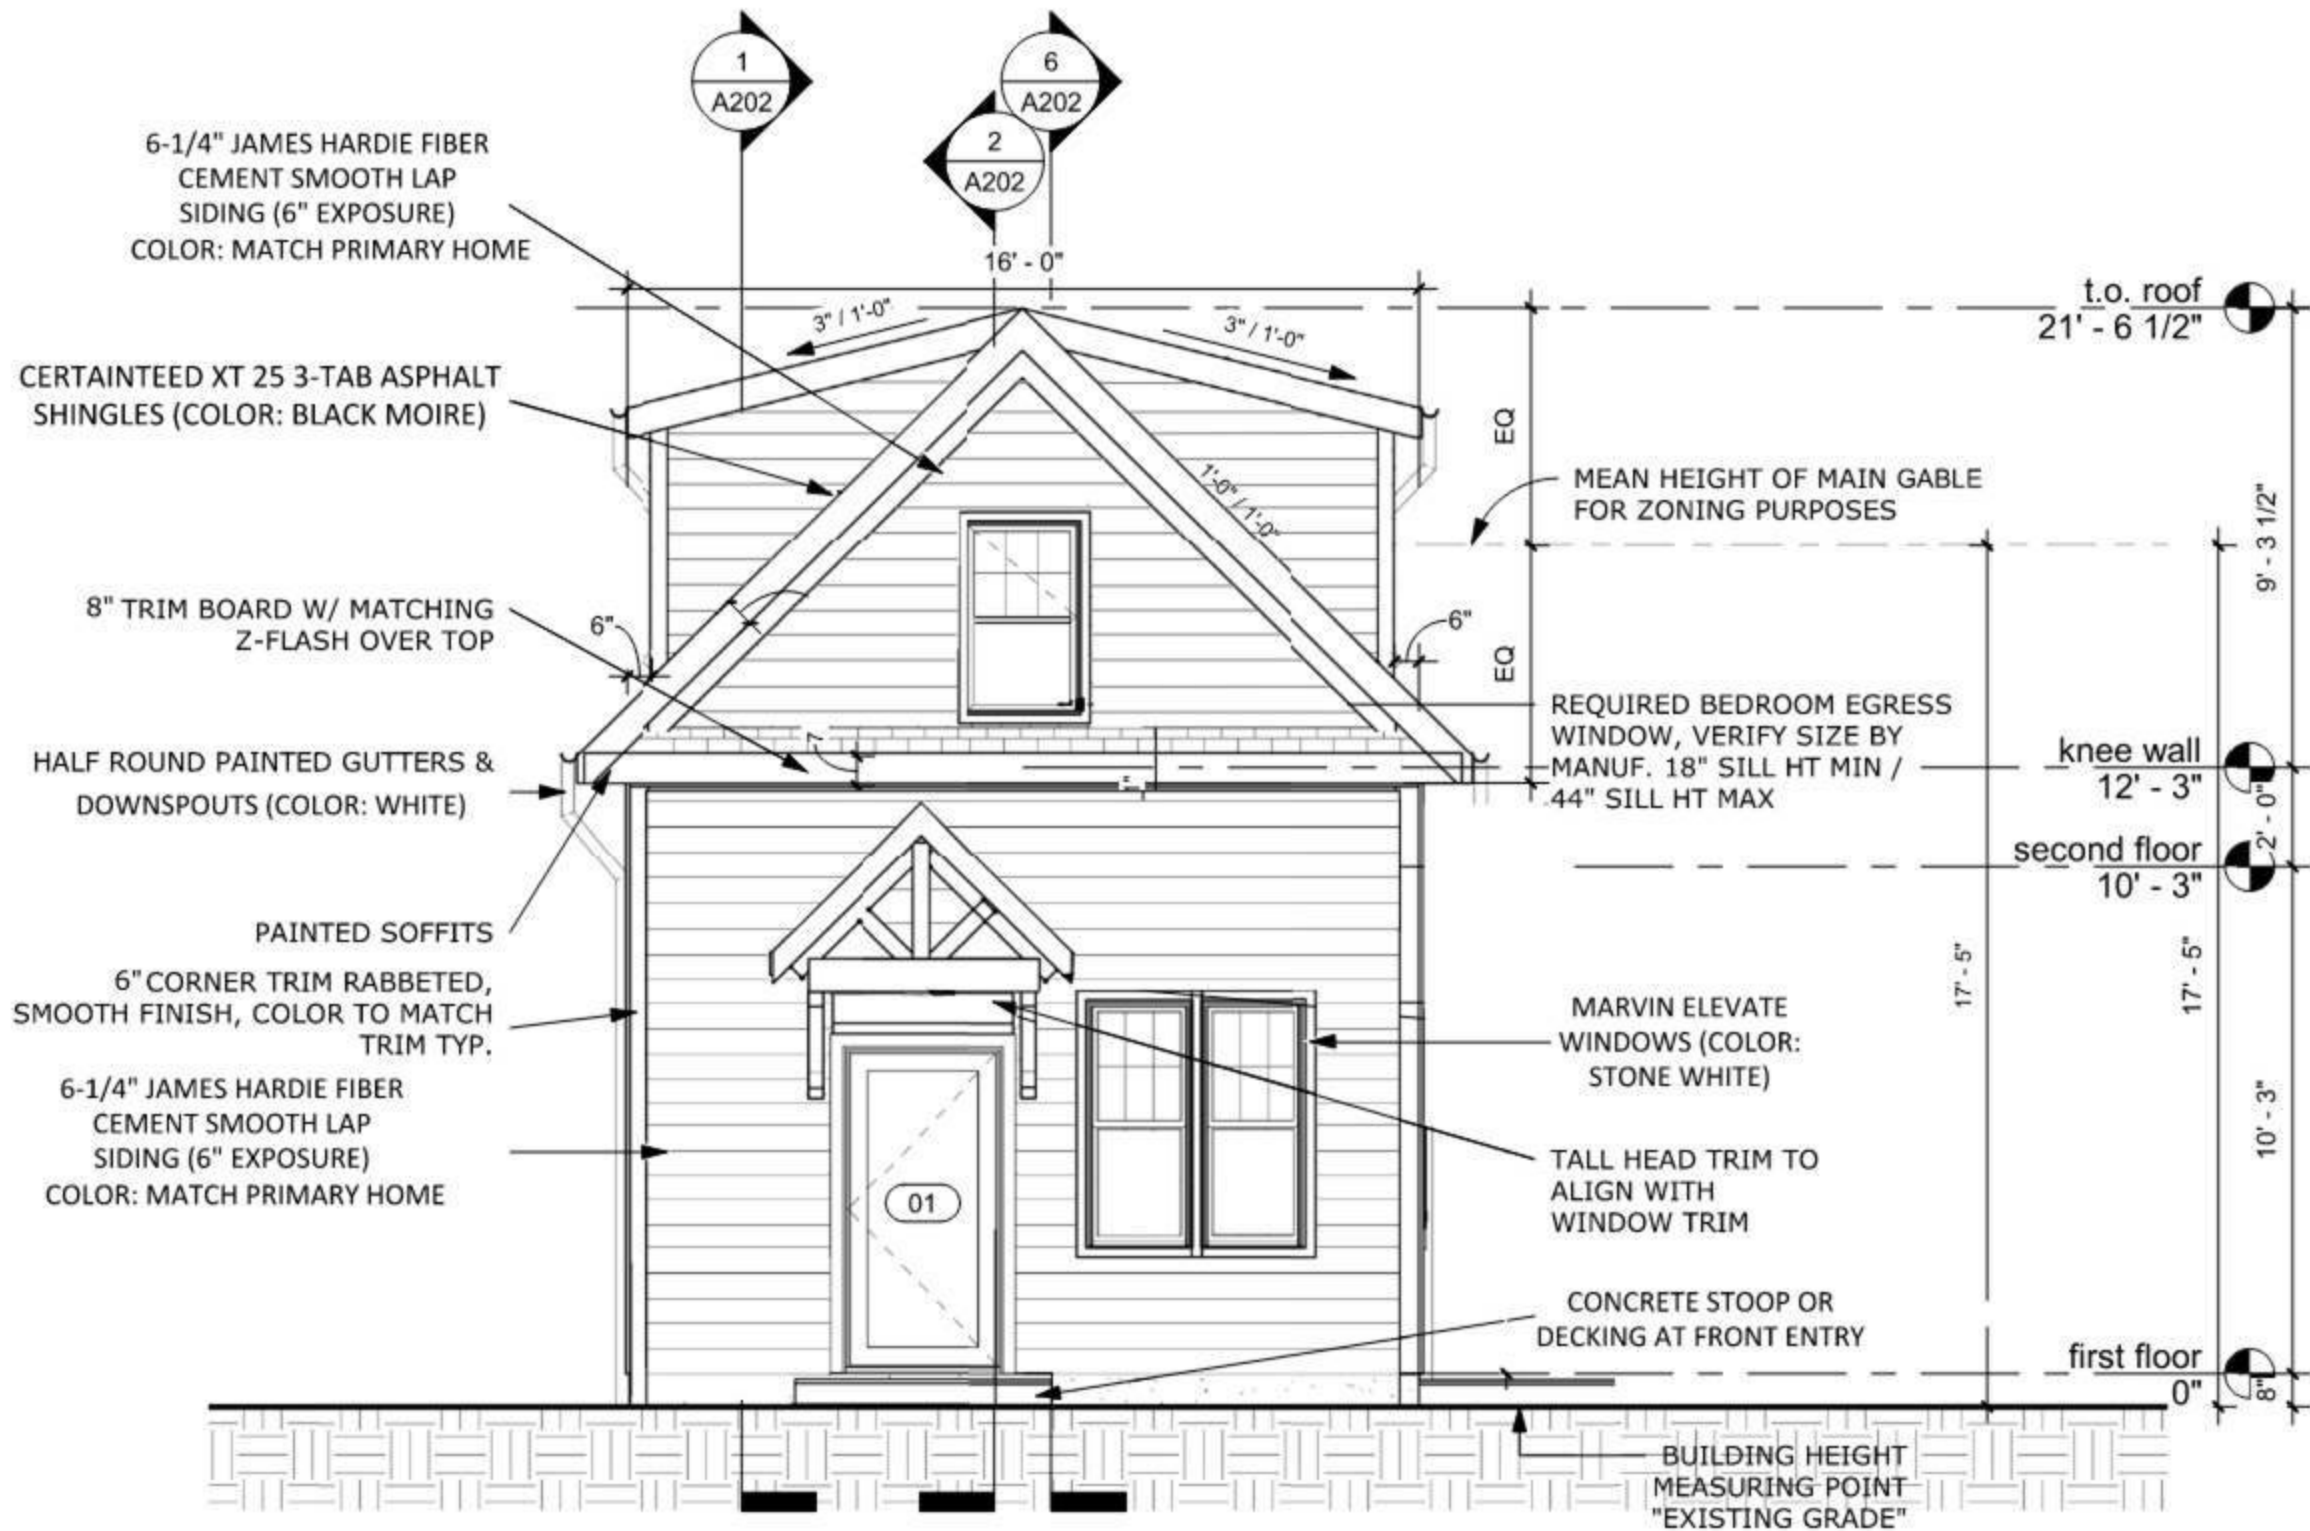 1
A202
6
A202
2
A202
16' - 0"
6-1/4" JAMES HARDIE FIBER
CEMENT SMOOTH LAP
SIDING (6" EXPOSURE)
COLOR: MATCH PRIMARY HOME
3" / 1'-0"
3" / 1'-0"
t.o. roof
21' - 6 1/2"
CERTAINTEED XT 25 3-TAB ASPHALT
SHINGLES (COLOR: BLACK MOIRE)
EQ
1'-0" / 1'-0"
MEAN HEIGHT OF MAIN GABLE
FOR ZONING PURPOSES
9' - 3 1/2"
8" TRIM BOARD W/ MATCHING
Z-FLASH OVER TOP
6"
6"
EQ
REQUIRED BEDROOM EGRESS
WINDOW, VERIFY SIZE BY
MANUF. 18" SILL HT MIN /
44" SILL HT MAX
HALF ROUND PAINTED GUTTERS &
DOWNSPOUTS (COLOR: WHITE)
knee wall
12' - 3"
2' - 0"
second floor
10' - 3"
PAINTED SOFFITS
6" CORNER TRIM RABBETED,
SMOOTH FINISH, COLOR TO MATCH
TRIM TYP.
17' - 5"
17' - 5"
MARVIN ELEVATE
WINDOWS (COLOR:
STONE WHITE)
6-1/4" JAMES HARDIE FIBER
CEMENT SMOOTH LAP
SIDING (6" EXPOSURE)
COLOR: MATCH PRIMARY HOME
10' - 3"
01
TALL HEAD TRIM TO
ALIGN WITH
WINDOW TRIM
CONCRETE STOOP OR
DECKING AT FRONT ENTRY
first floor
0"
8"
BUILDING HEIGHT
MEASURING POINT
"EXISTING GRADE"